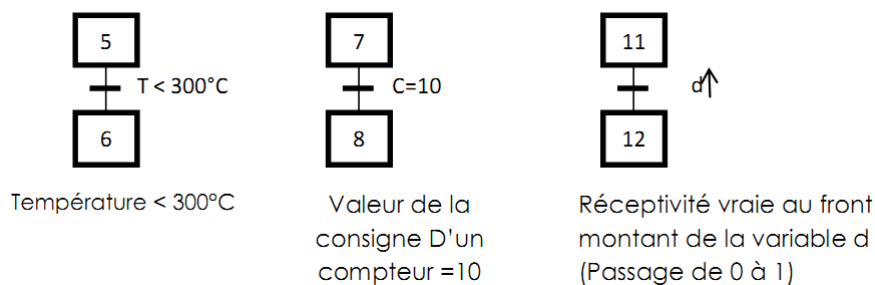 5
T < 300°C
6
Température < 300°C
7
C=10
8
Valeur de la
consigne D'un
compteur =10
11
d↑
12
Réceptivité vraie au front
montant de la variable d
(Passage de 0 à 1)